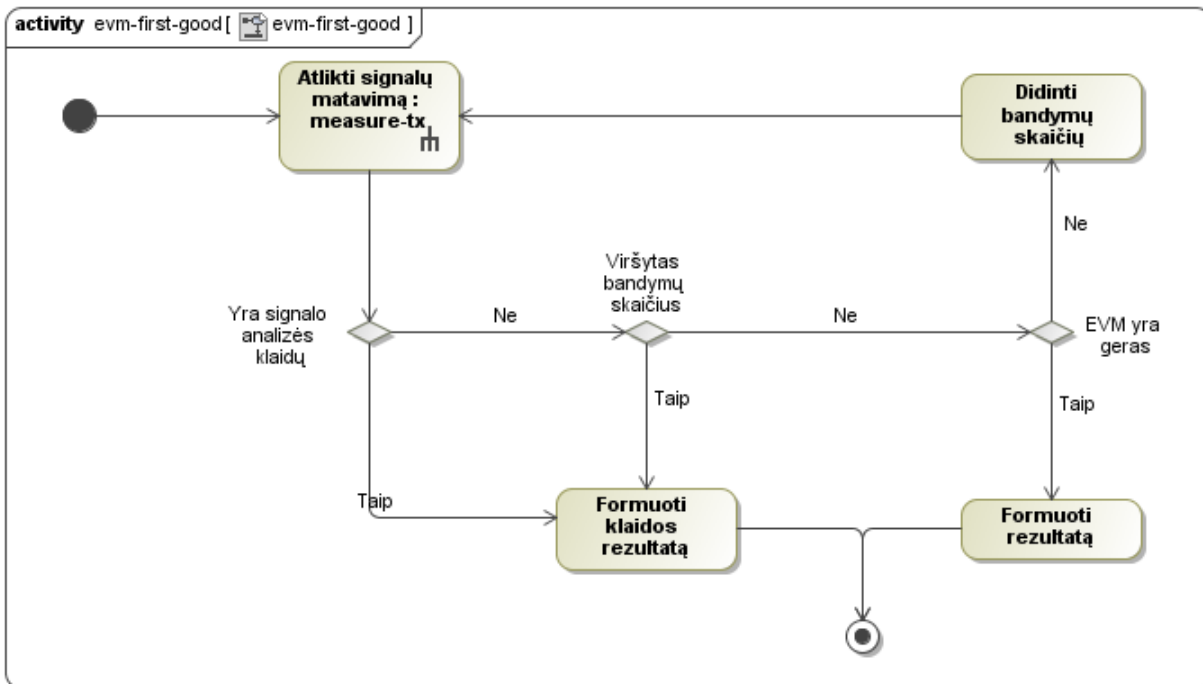 activity evm-first-good [ evm-first-good ]
Atlikti signalų
matavimą :
measure-tx
Didinti
bandymų
skaičių
Ne
Viršytas
bandymų
skaičius
Yra signalo
analizės
klaidų
Ne
Ne
EVM yra
geras
Taip
Taip
Taip
Formuoti
klaidos
rezultatą
Formuoti
rezultatą